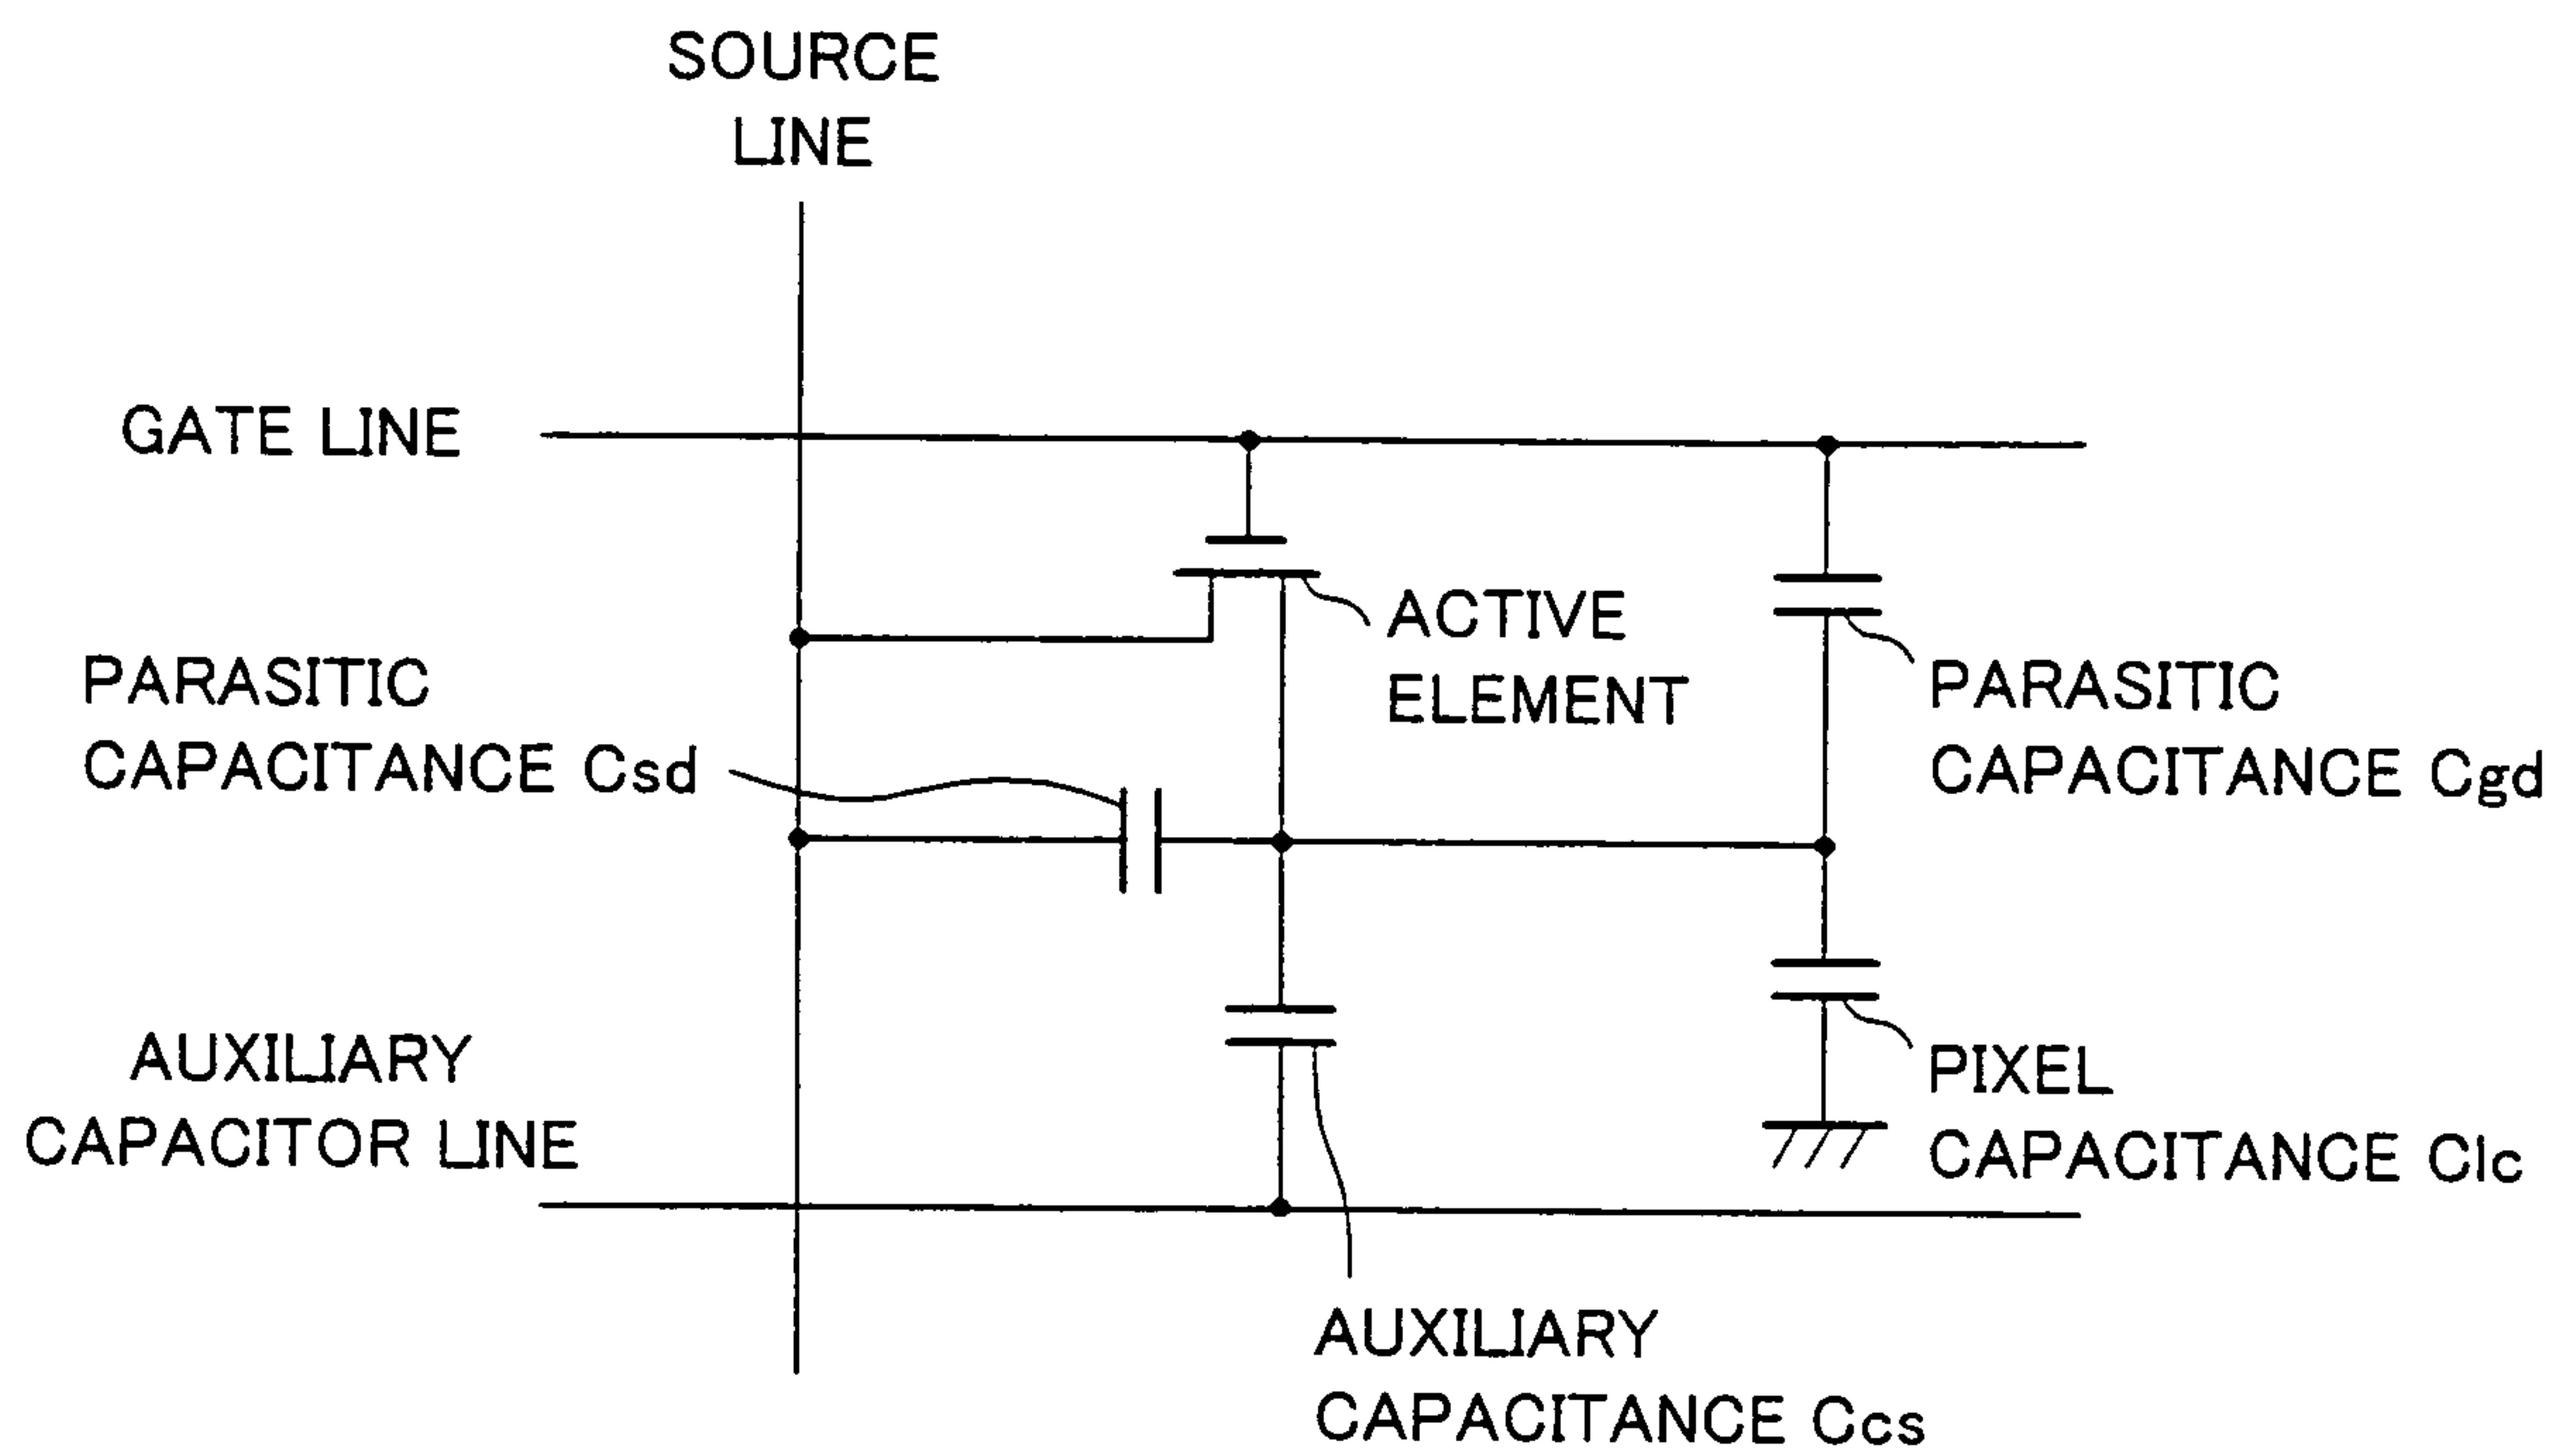 SOURCE
LINE
GATE LINE
ACTIVE
ELEMENT
PARASITIC
CAPACITANCE Csd
PARASITIC
CAPACITANCE Cgd
AUXILIARY
CAPACITOR LINE
PIXEL
CAPACITANCE Clc
AUXILIARY
CAPACITANCE Ccs